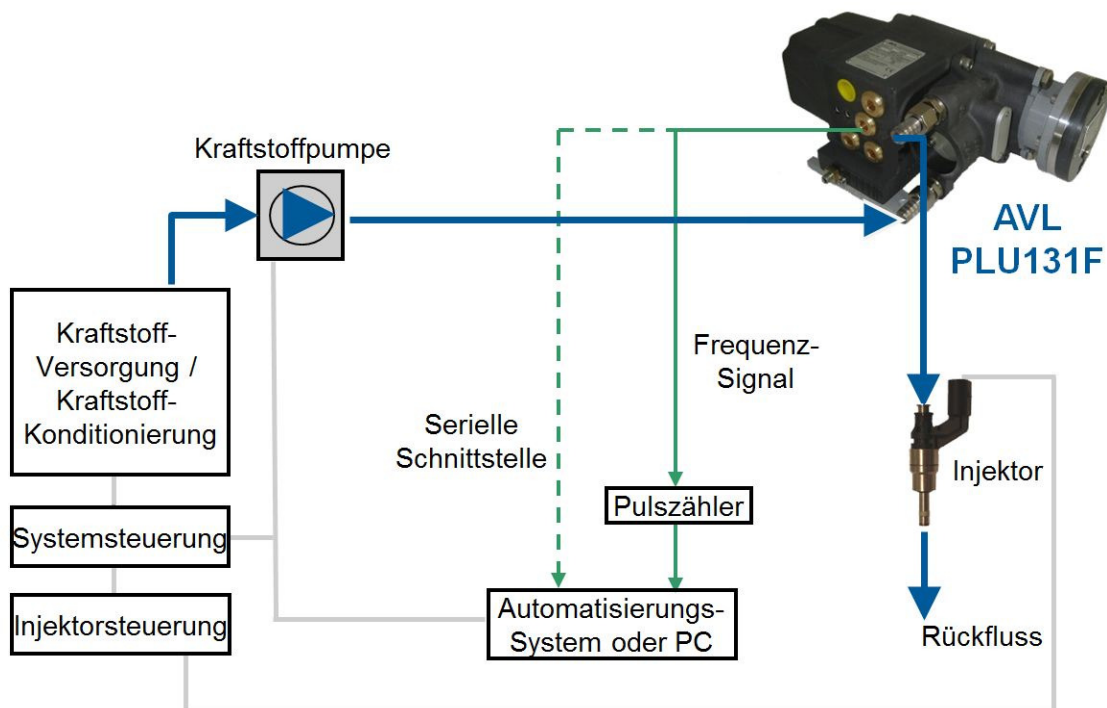 Kraftstoffpumpe
AVL
PLU131F
Kraftstoff-
Versorgung /
Kraftstoff-
Konditionierung
Frequenz-
Signal
Serielle
Schnittstelle
Injektor
Pulszähler
Systemsteuerung
Injektorsteuerung
Automatisierungs-
System oder PC
Rückfluss